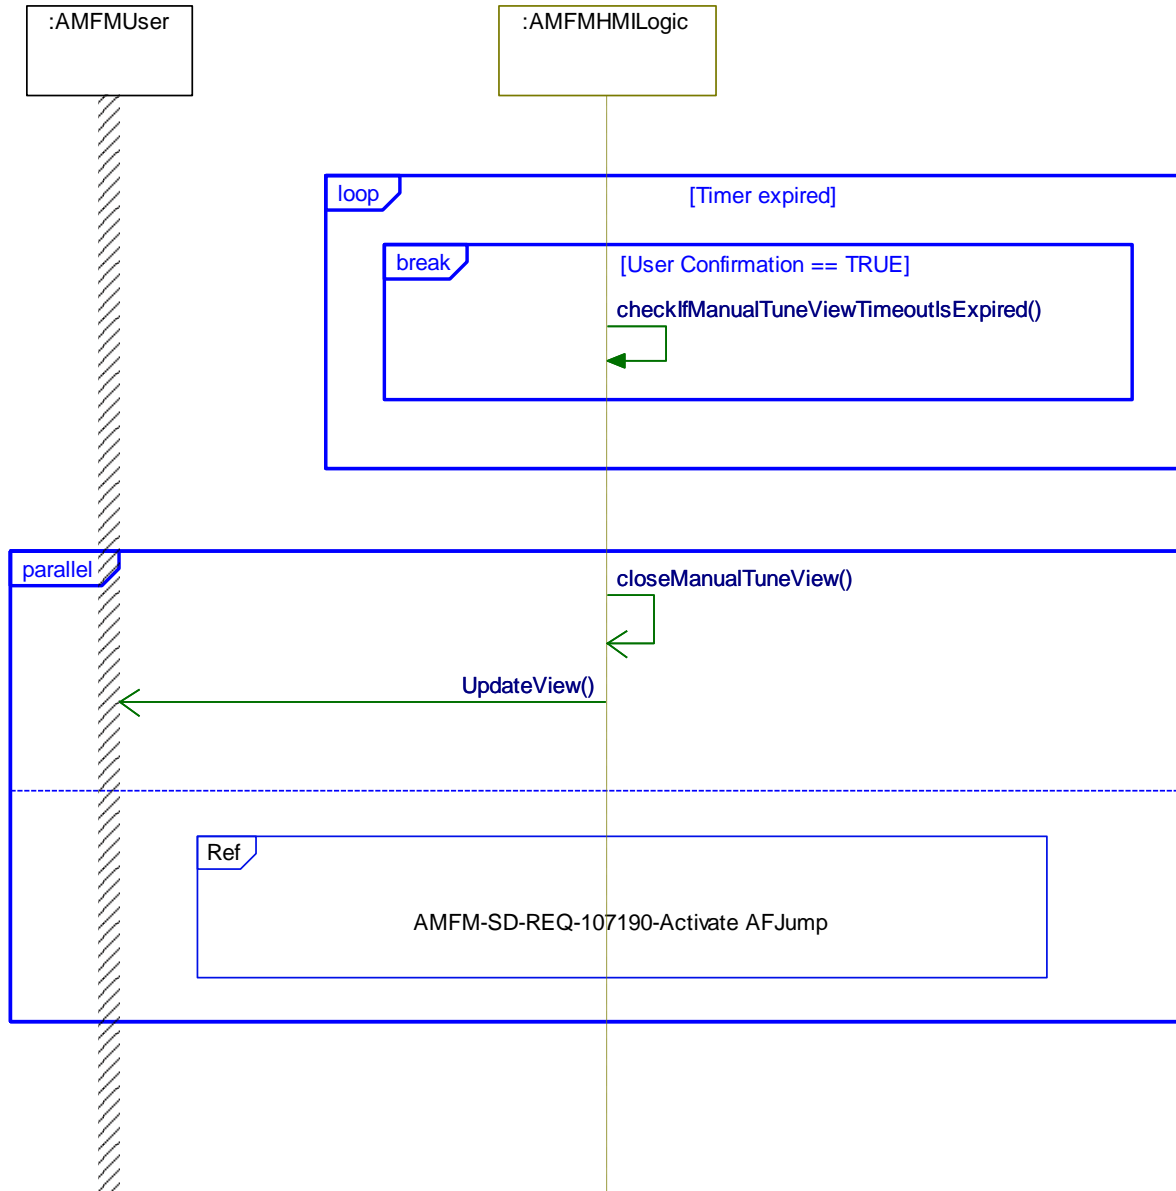 :AMFMUser
:AMFMHMILogic
loop
[Timer expired]
break
[User Confirmation == TRUE]
checkIfManualTuneViewTimeoutIsExpired()
parallel
closeManualTuneView()
UpdateView()
Ref
AMFM-SD-REQ-107190-Activate AFJump